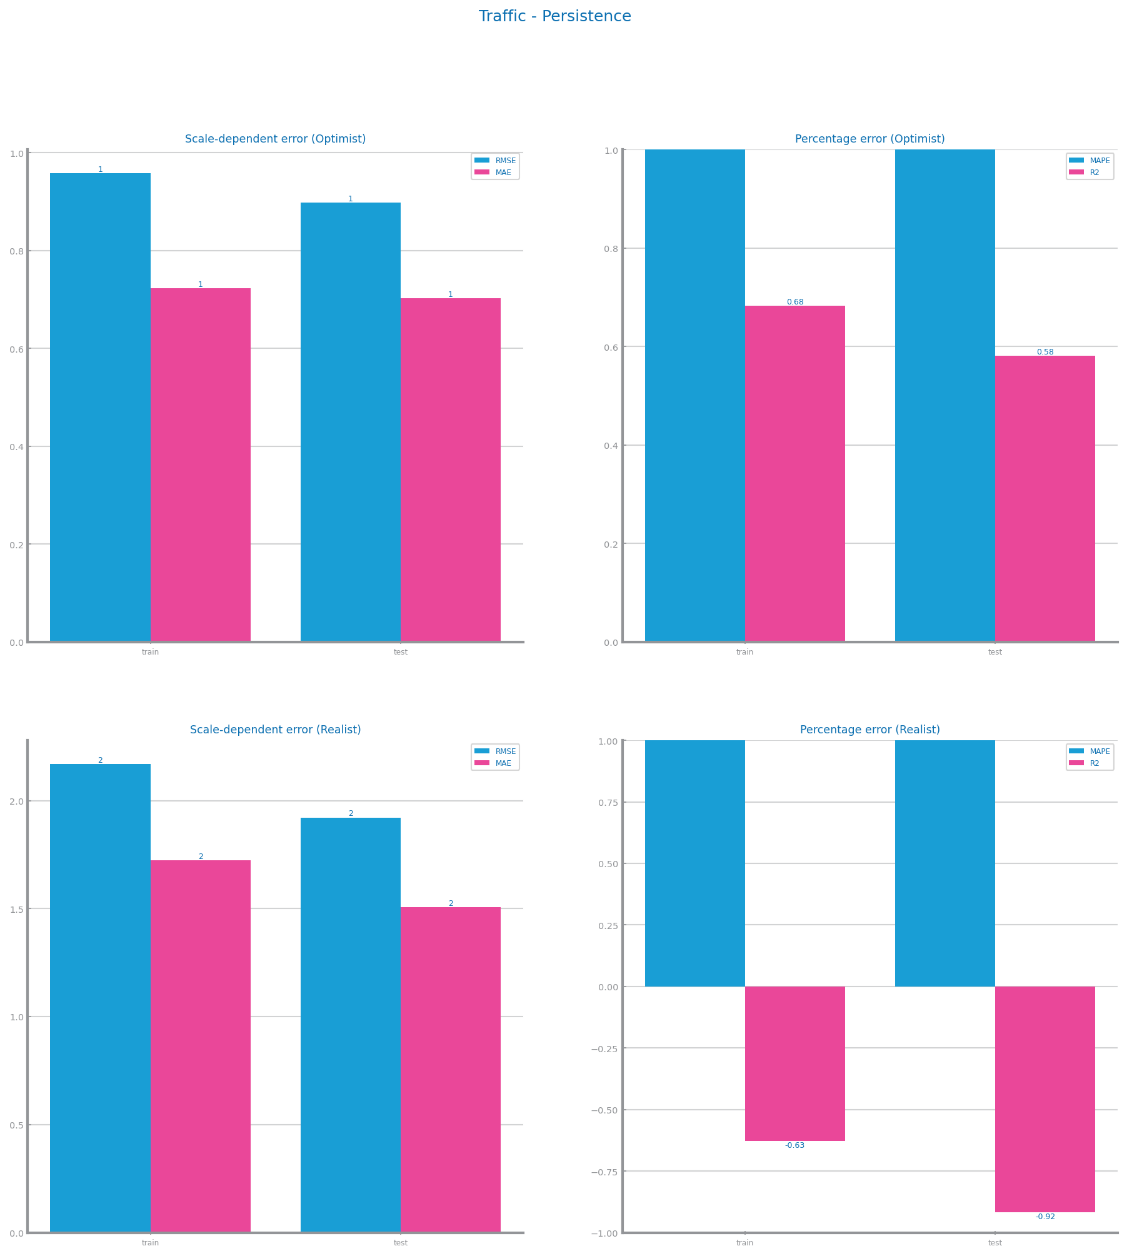 Traffic - Persistence
Scale-dependent error (Optimist)
RMSE
MAE
1.0
0.8
0.6
0.4
0.2
0.0
1
1
1
1
train
test
Percentage error (Optimist)
MAPE
R2
1.0
0.8
0.6
0.4
0.2
0.0
0.68
0.58
train
test
Scale-dependent error (Realist)
RMSE
MAE
2.0
1.5
1.0
0.5
0.0
2
2
2
2
train
test
Percentage error (Realist)
MAPE
R2
1.00
0.75
0.50
0.25
0.00
−0.25
−0.50
−0.75
−1.00
-0.63
-0.92
train
test